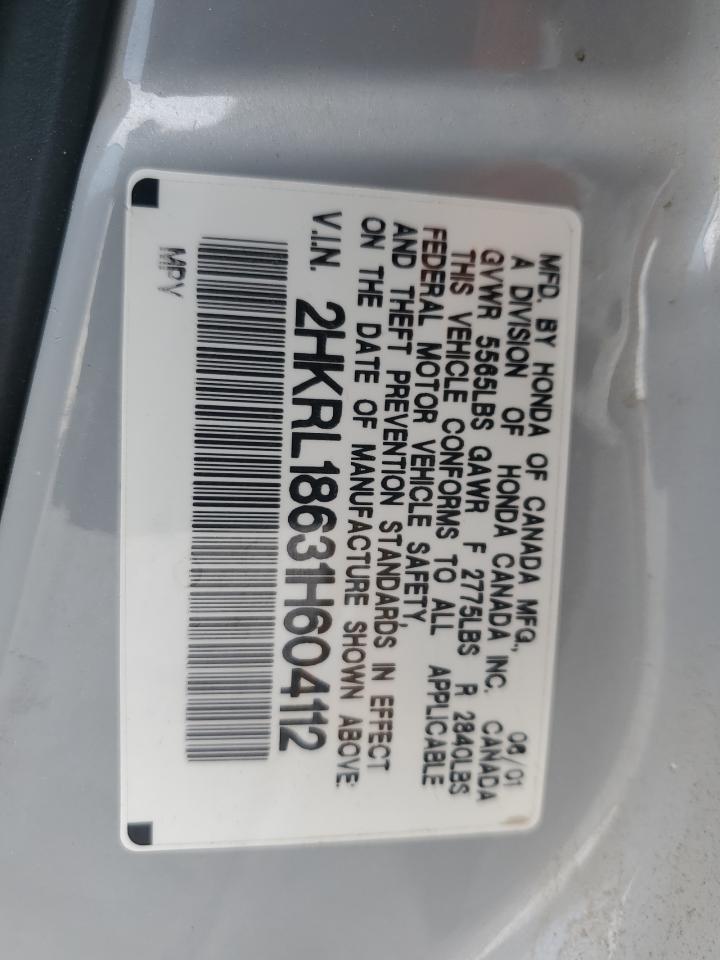 MFD. BY HONDA OF CANADA MFG., 06/01
A DIVISION OF HONDA CANADA INC. CANADA
GVWR 5565LBS GAWR F 2775LBS R 2840LBS
THIS VEHICLE CONFORMS TO ALL APPLICABLE
FEDERAL MOTOR VEHICLE SAFETY,
AND THEFT PREVENTION STANDARDS IN EFFECT
ON THE DATE OF MANUFACTURE SHOWN ABOVE.
V.I.N. 2HKRL18631H604112
MPV